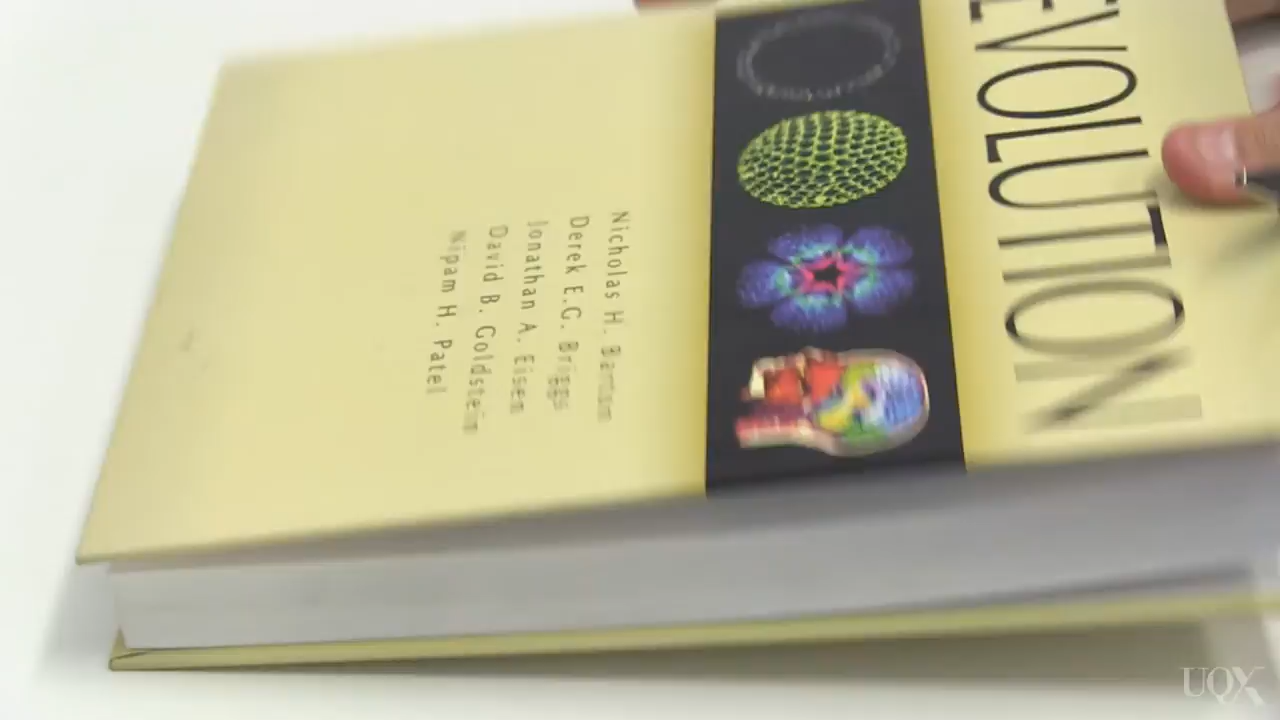 EVOLUTION
Nicholas H. Barton
Derek E.G. Briggs
Jonathan A. Eisen
David B. Goldstein
Nipam H. Patel
UQX